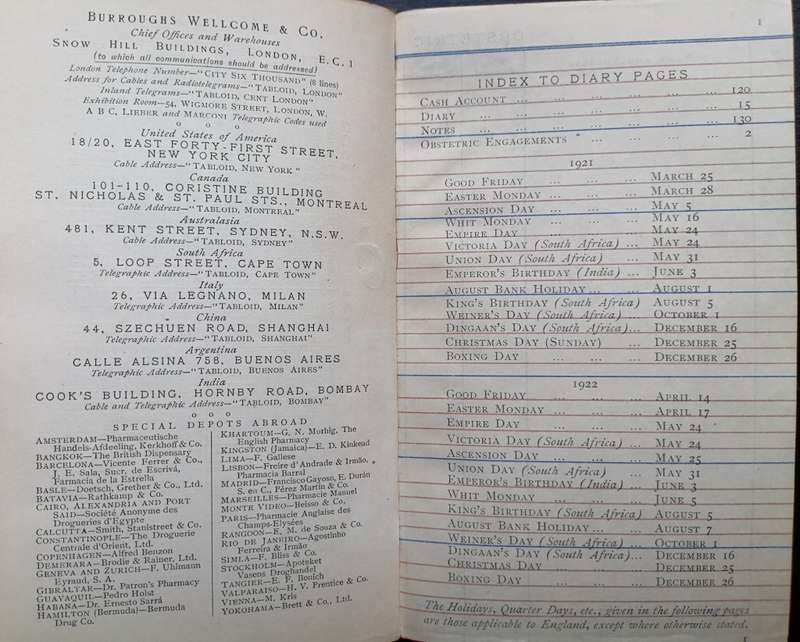 BURROUGHS WELLCOME & CO.
Chief Offices and Warehouses
SNOW HILL BUILDINGS, LONDON, E.C. 1
(to which all communications should be addressed)
London Telephone Number—"CITY SIX THOUSAND" (8 lines)
Address for Cables and Radiotelegrams—"TABLOID, LONDON"
Inland Telegrams—"TABLOID, CENT LONDON"
Exhibition Room—54, WIGMORE STREET, LONDON, W.
A B C, LIEBER and MARCONI Telegraphic Codes used
o o o
United States of America
18/20, EAST FORTY-FIRST STREET,
NEW YORK CITY
Cable Address—"TABLOID, NEW YORK"
Canada
101-110, CORISTINE BUILDING
ST. NICHOLAS & ST. PAUL STS., MONTREAL
Cable Address—"TABLOID, MONTREAL"
Australasia
481, KENT STREET, SYDNEY, N.S.W.
Cable Address—"TABLOID, SYDNEY"
South Africa
5, LOOP STREET, CAPE TOWN
Telegraphic Address—"TABLOID, CAPE TOWN"
Italy
26, VIA LEGNANO, MILAN
Telegraphic Address—"TABLOID, MILAN"
China
44, SZECHUEN ROAD, SHANGHAI
Telegraphic Address—"TABLOID, SHANGHAI"
Argentina
CALLE ALSINA 758, BUENOS AIRES
Telegraphic Address—"TABLOID, BUENOS AIRES"
India
COOK'S BUILDING, HORNBY ROAD, BOMBAY
Cable and Telegraphic Address—"TABLOID, BOMBAY"
o o o
SPECIAL DEPOTS ABROAD
AMSTERDAM—Pharmaceutische
Handels-Afdeeling, Kerkhoff & Co.
BANGKOK—The British Dispensary
BARCELONA—Vicente Ferrer & Co.,
J. E. Sala, Sucr. de Escrivá,
Farmacia de la Estrella
BASLE—Doetsch, Grether & Co., Ltd.
BATAVIA—Rathkamp & Co.
CAIRO, ALEXANDRIA AND PORT
SAID—Société Anonyme des
Drogueries d'Egypte
CALCUTTA—Smith, Stanistreet & Co.
CONSTANTINOPLE—The Droguerie
Centrale d'Orient, Ltd.
COPENHAGEN—Alfred Benzon
DEMERARA—Brodie & Rainer, Ltd.
GENEVA AND ZURICH—F. Uhlmann
Eyraud, S. A.
GIBRALTAR—Dr. Patron's Pharmacy
GUAYAQUIL—Pedro Holst
HABANA—Dr. Ernesto Sarrá
HAMILTON (Bermuda)—Bermuda
Drug Co.
KHARTOUM—G. N. Morhig, The
English Pharmacy
KINGSTON (Jamaica)—E. D. Kinkead
LIMA—F. Gallese
LISBON—Freire d'Andrade & Irmão,
Pharmacia Barral
MADRID—Francisco Gayoso, E. Durán
S. en C., Pérez Martín & Co.
MARSEILLES—Pharmacie Manuel
MONTE VIDEO—Beisso & Co.
PARIS—Pharmacie Anglaise des
Champs-Elysées
RANGOON—E. M. de Souza & Co.
RIO DE JANEIRO—Agostinho
Ferreira & Irmão
SIMLA—F. Bliss & Co.
STOCKHOLM—Apoteket
Vasens Droghandel
TANGIER—E. P. Bonich
VALPARAISO—H. V. Prentice & Co.
VIENNA—M. Kris
YOKOHAMA—Brett & Co., Ltd.
1
INDEX TO DIARY PAGES
CASH ACCOUNT ... ... ... ... ... 120
DIARY ... ... ... ... ... ... 15
NOTES ... ... ... ... ... ... 130
OBSTETRIC ENGAGEMENTS ... ... ... ... 2
1921
GOOD FRIDAY ... ... ... MARCH 25
EASTER MONDAY ... ... ... MARCH 28
ASCENSION DAY ... ... ... MAY 5
WHIT MONDAY ... ... ... MAY 16
EMPIRE DAY ... ... ... MAY 24
VICTORIA DAY (South Africa) ... MAY 24
UNION DAY (South Africa) ... MAY 31
EMPEROR'S BIRTHDAY (India) ... JUNE 3
AUGUST BANK HOLIDAY ... ... AUGUST 1
KING'S BIRTHDAY (South Africa) AUGUST 5
WEINER'S DAY (South Africa) ... OCTOBER 1
DINGAAN'S DAY (South Africa) ... DECEMBER 16
CHRISTMAS DAY (SUNDAY) ... DECEMBER 25
BOXING DAY ... ... ... DECEMBER 26
1922
GOOD FRIDAY ... ... ... APRIL 14
EASTER MONDAY ... ... ... APRIL 17
EMPIRE DAY ... ... ... MAY 24
VICTORIA DAY (South Africa) ... MAY 24
ASCENSION DAY ... ... ... MAY 25
UNION DAY (South Africa) ... MAY 31
EMPEROR'S BIRTHDAY (India) ... JUNE 3
WHIT MONDAY ... ... ... JUNE 5
KING'S BIRTHDAY (South Africa) AUGUST 5
AUGUST BANK HOLIDAY ... ... AUGUST 7
WEINER'S DAY (South Africa) ... OCTOBER 1
DINGAAN'S DAY (South Africa) ... DECEMBER 16
CHRISTMAS DAY ... ... ... DECEMBER 25
BOXING DAY ... ... ... DECEMBER 26
The Holidays, Quarter Days, etc., given in the following pages
are those applicable to England, except where otherwise stated.
1